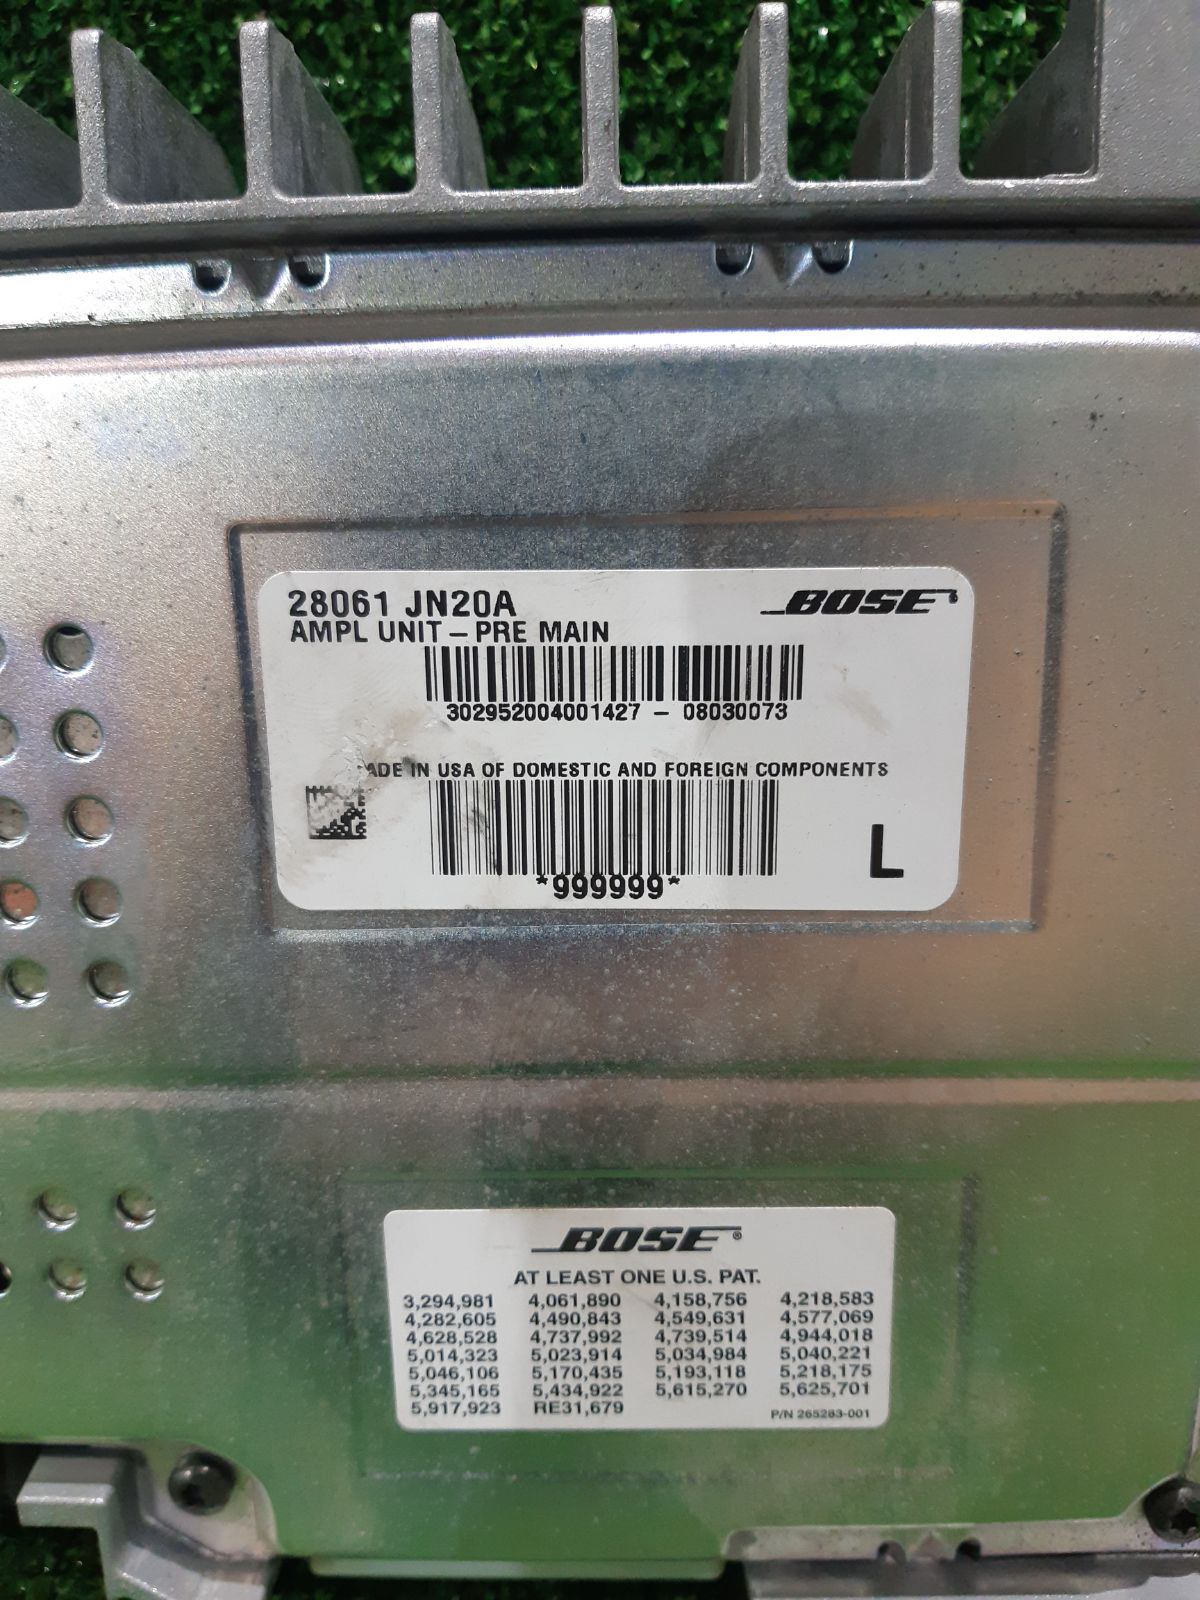 28061 JN20A
BOSE®
AMPL UNIT – PRE MAIN
302952004001427 – 08030073
ADE IN USA OF DOMESTIC AND FOREIGN COMPONENTS
L
*999999*
BOSE®
AT LEAST ONE U.S. PAT.
3,294,981 4,061,890 4,158,756 4,218,583
4,282,605 4,490,843 4,549,631 4,577,069
4,628,528 4,737,992 4,739,514 4,944,018
5,014,323 5,023,914 5,034,984 5,040,221
5,046,106 5,170,435 5,193,118 5,218,175
5,345,165 5,434,922 5,615,270 5,625,701
5,917,923 RE31,679 P/N 265283-001